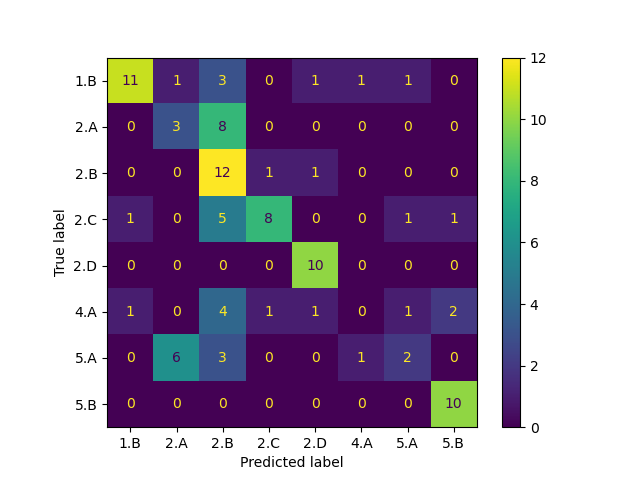 1.B 11 1 3 0 1 1 1 0
2.A 0 3 8 0 0 0 0 0
2.B 0 0 12 1 1 0 0 0
2.C 1 0 5 8 0 0 1 1
2.D 0 0 0 0 10 0 0 0
4.A 1 0 4 1 1 0 1 2
5.A 0 6 3 0 0 1 2 0
5.B 0 0 0 0 0 0 0 10
1.B 2.A 2.B 2.C 2.D 4.A 5.A 5.B
Predicted label
True label
12
10
8
6
4
2
0